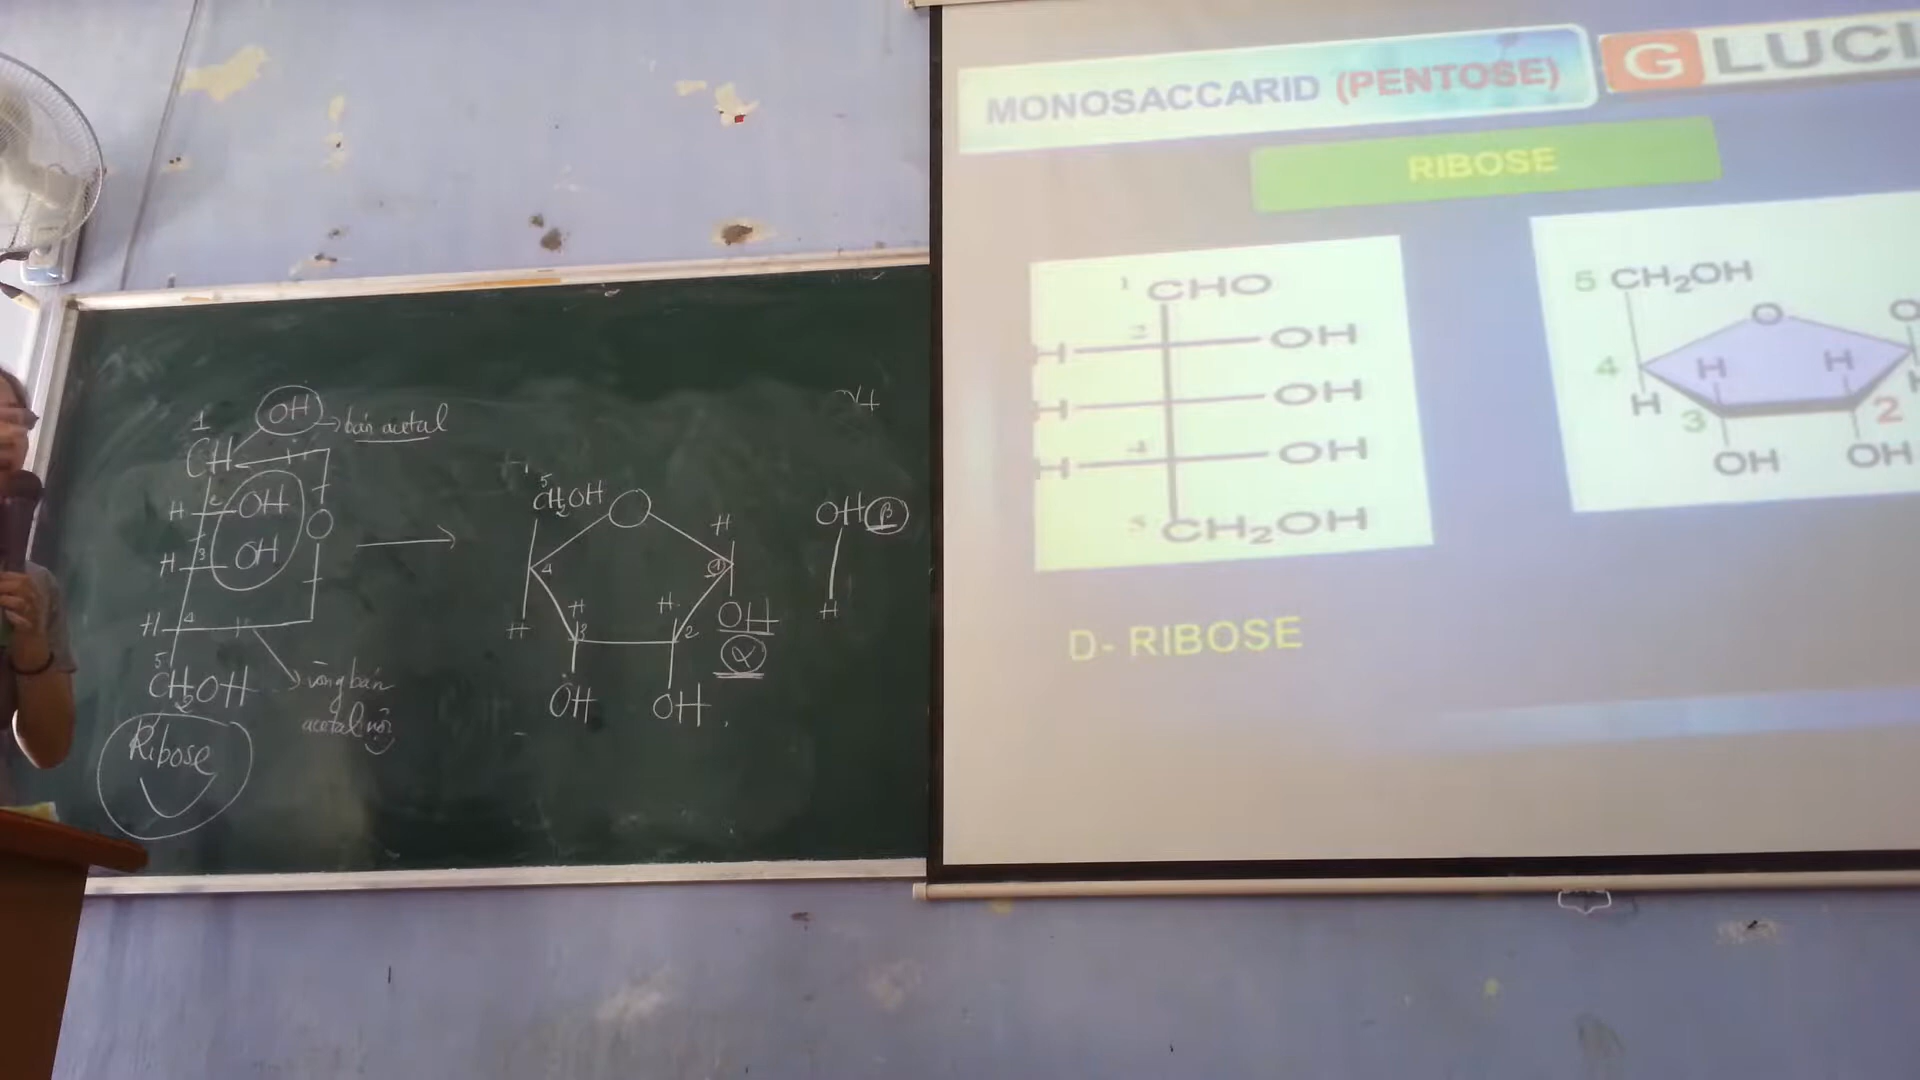 1
OH → bán acetal
CH
H 2 OH
H 3 OH
O
H 4
5
CH2OH
vòng bán
acetal nội
Ribose
5
CH2OH
H
4
1
H
3
H
H
2
OH
α
OH
OH
OH β
H
MONOSACCARID (PENTOSE)
GLUCI
RIBOSE
1 CHO
2
H OH
H OH
4
H OH
5 CH2OH
D- RIBOSE
5 CH2OH
O
O
4
H
H
H
H
3
2
OH
OH